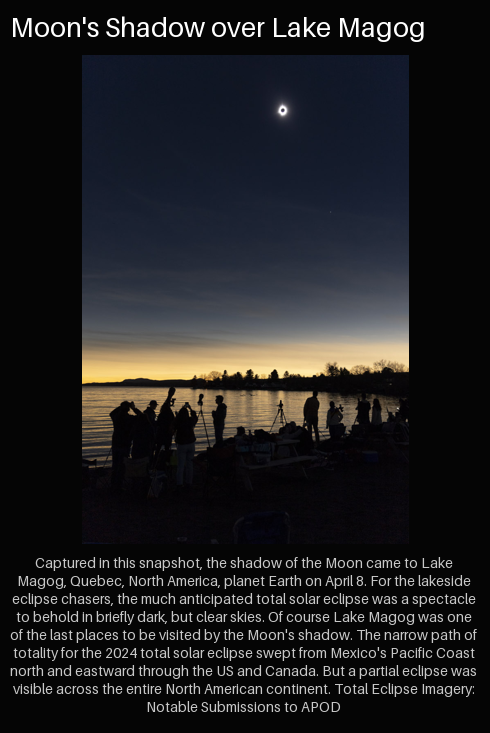 Moon's Shadow over Lake Magog
Captured in this snapshot, the shadow of the Moon came to Lake
Magog, Quebec, North America, planet Earth on April 8. For the lakeside
eclipse chasers, the much anticipated total solar eclipse was a spectacle
to behold in briefly dark, but clear skies. Of course Lake Magog was one
of the last places to be visited by the Moon's shadow. The narrow path of
totality for the 2024 total solar eclipse swept from Mexico's Pacific Coast
north and eastward through the US and Canada. But a partial eclipse was
visible across the entire North American continent. Total Eclipse Imagery:
Notable Submissions to APOD